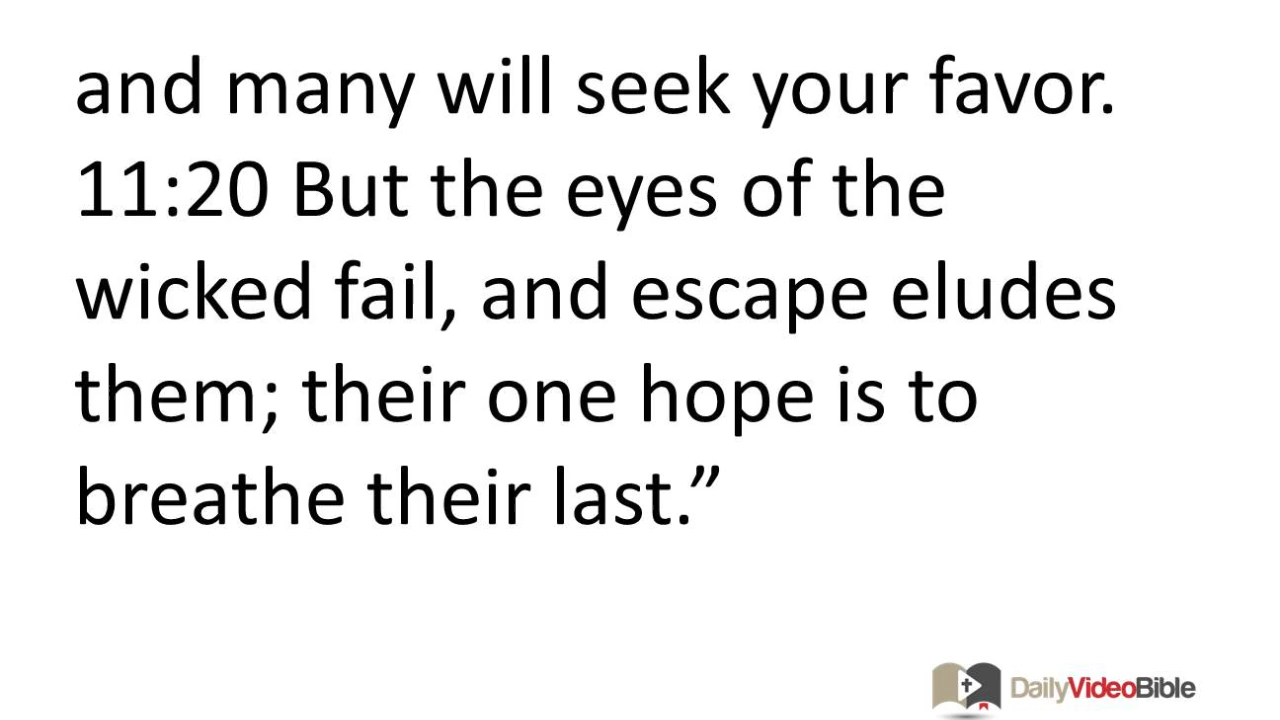 and many will seek your favor.
11:20 But the eyes of the
wicked fail, and escape eludes
them; their one hope is to
breathe their last.”
DailyVideoBible